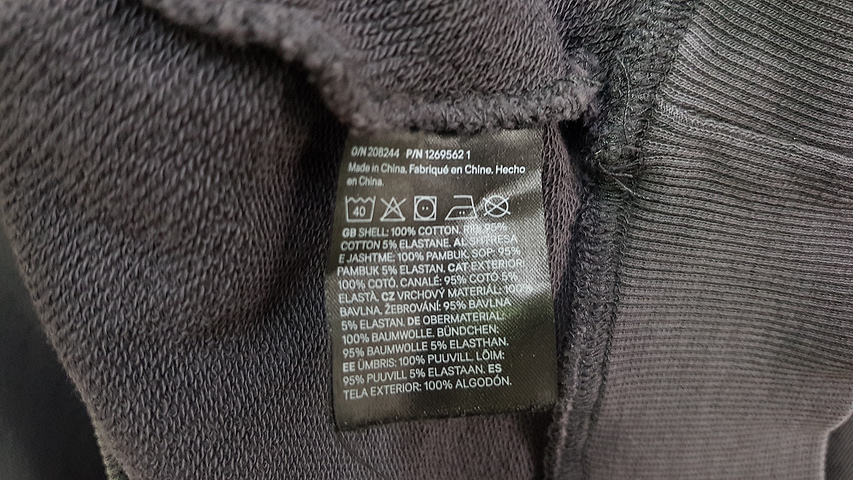 O/N 208244 P/N 1269562 1
Made in China. Fabriqué en Chine. Hecho
en China.
40
GB SHELL: 100% COTTON. RIB: 95%
COTTON 5% ELASTANE. AL SHTRESA
E JASHTME: 100% PAMBUK. SOP: 95%
PAMBUK 5% ELASTAN. CAT EXTERIOR:
100% COTÓ. CANALÉ: 95% COTÓ 5%
ELASTÀ. CZ VRCHOVÝ MATERIÁL: 100%
BAVLNA. ŽEBROVÁNÍ: 95% BAVLNA
5% ELASTAN. DE OBERMATERIAL:
100% BAUMWOLLE. BÜNDCHEN:
95% BAUMWOLLE 5% ELASTHAN.
EE ÜMBRIS: 100% PUUVILL. LÕIM:
95% PUUVILL 5% ELASTAAN. ES
TELA EXTERIOR: 100% ALGODÓN.